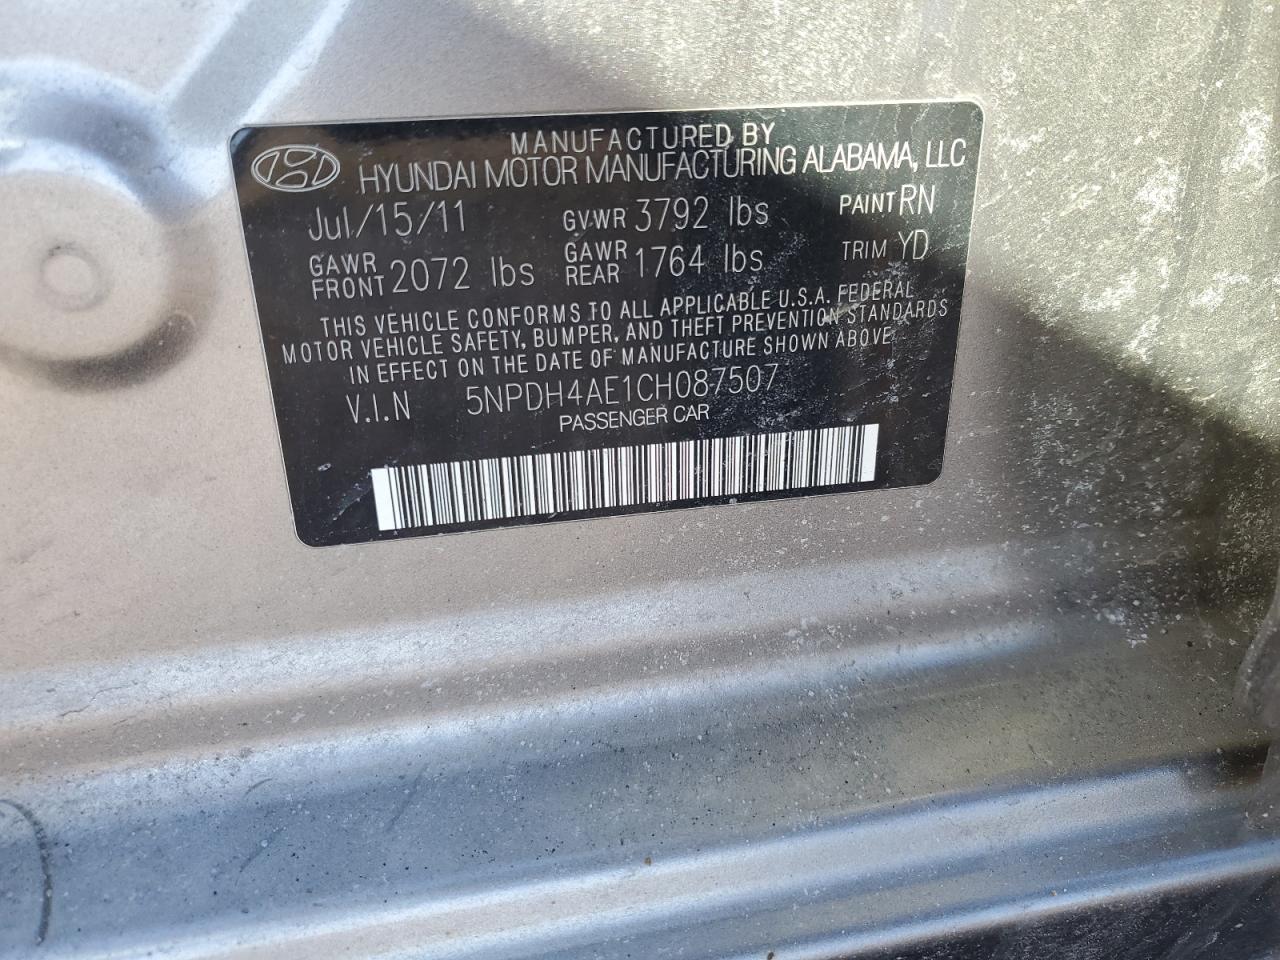 MANUFACTURED BY
HYUNDAI MOTOR MANUFACTURING ALABAMA, LLC
Jul/15/11 GVWR 3792 lbs PAINT RN
GAWR FRONT 2072 lbs GAWR REAR 1764 lbs TRIM YD
THIS VEHICLE CONFORMS TO ALL APPLICABLE U.S.A. FEDERAL
MOTOR VEHICLE SAFETY, BUMPER, AND THEFT PREVENTION STANDARDS
IN EFFECT ON THE DATE OF MANUFACTURE SHOWN ABOVE
V.I.N 5NPDH4AE1CH087507
PASSENGER CAR